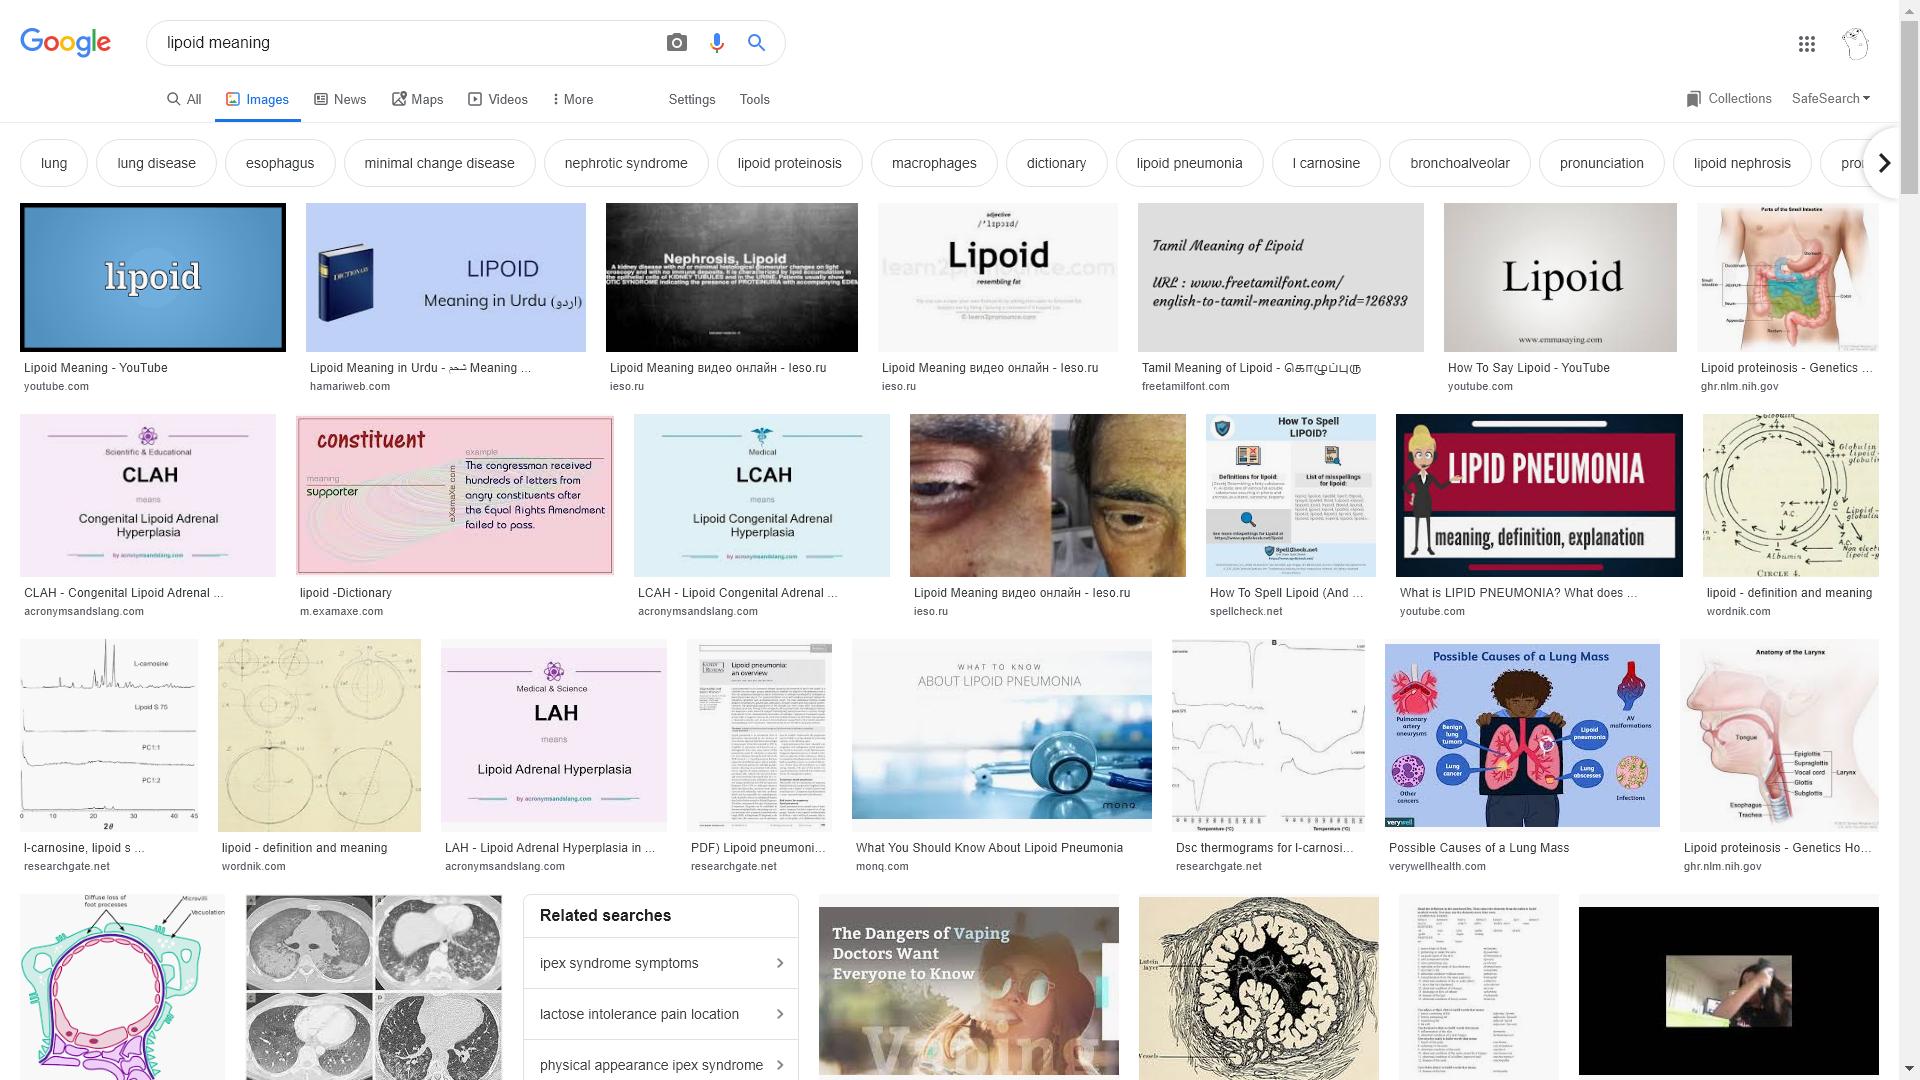 Google
lipoid meaning
All
Images
News
Maps
Videos
More
Settings
Tools
Collections
SafeSearch
lung
lung disease
esophagus
minimal change disease
nephrotic syndrome
lipoid proteinosis
macrophages
dictionary
lipoid pneumonia
l carnosine
bronchoalveolar
pronunciation
lipoid nephrosis
lipoid
DICTIONARY
LIPOID
Meaning in Urdu (اردو)
Nephrosis, Lipoid
adjective
/'lɪpɔɪd/
Lipoid
resembling fat
Tamil Meaning of Lipoid
URL : www.freetamilfont.com/
english-to-tamil-meaning.php?id=126833
Lipoid
www.emmasaying.com
Parts of the Small Intestine
Lipoid Meaning - YouTube
youtube.com
Lipoid Meaning in Urdu - شحم Meaning ...
hamariweb.com
Lipoid Meaning видео онлайн - Ieso.ru
ieso.ru
Lipoid Meaning видео онлайн - Ieso.ru
ieso.ru
Tamil Meaning of Lipoid - கொழுப்புரு
freetamilfont.com
How To Say Lipoid - YouTube
youtube.com
Lipoid proteinosis - Genetics ...
ghr.nlm.nih.gov
Scientific & Educational
CLAH
means
Congenital Lipoid Adrenal
Hyperplasia
by acronymsandslang.com
constituent
meaning
supporter
eXamaXe.com
example
The congressman received
hundreds of letters from
angry constituents after
the Equal Rights Amendment
failed to pass.
Medical
LCAH
means
Lipoid Congenital Adrenal
Hyperplasia
by acronymsandslang.com
How To Spell
LIPOID?
Definitions for lipoid:
List of misspellings
for lipoid:
SpellCheck.net
LIPID PNEUMONIA
meaning, definition, explanation
Globulin
Albumin
CIRCLE 4.
CLAH - Congenital Lipoid Adrenal ...
acronymsandslang.com
lipoid -Dictionary
m.examaxe.com
LCAH - Lipoid Congenital Adrenal ...
acronymsandslang.com
Lipoid Meaning видео онлайн - Ieso.ru
ieso.ru
How To Spell Lipoid (And ...
spellcheck.net
What is LIPID PNEUMONIA? What does ...
youtube.com
lipoid - definition and meaning
wordnik.com
L-carnosine
Lipoid S 75
PC1:1
PC1:2
0 10 20 30 40 45
2θ
Medical & Science
LAH
means
Lipoid Adrenal Hyperplasia
by acronymsandslang.com
Lipoid pneumonia:
an overview
WHAT TO KNOW
ABOUT LIPOID PNEUMONIA
monq
B
Temperature (°C)
Temperature (°C)
Possible Causes of a Lung Mass
Pulmonary
artery
aneurysms
Benign
lung
tumors
Lung
cancer
Other
cancers
AV
malformations
Lipoid
pneumonia
Lung
abscesses
Infections
verywell
Anatomy of the Larynx
Tongue
Epiglottis
Supraglottis
Vocal cord
Glottis
Subglottis
Larynx
Esophagus
Trachea
l-carnosine, lipoid s ...
researchgate.net
lipoid - definition and meaning
wordnik.com
LAH - Lipoid Adrenal Hyperplasia in ...
acronymsandslang.com
PDF) Lipoid pneumoni...
researchgate.net
What You Should Know About Lipoid Pneumonia
monq.com
Dsc thermograms for l-carnosi...
researchgate.net
Possible Causes of a Lung Mass
verywellhealth.com
Lipoid proteinosis - Genetics Ho...
ghr.nlm.nih.gov
Diffuse loss of
foot processes
Microvilli
Vacuolation
Related searches
ipex syndrome symptoms
lactose intolerance pain location
physical appearance ipex syndrome
The Dangers of Vaping
Doctors Want
Everyone to Know
Vaping
Lutein
layer
Vessels